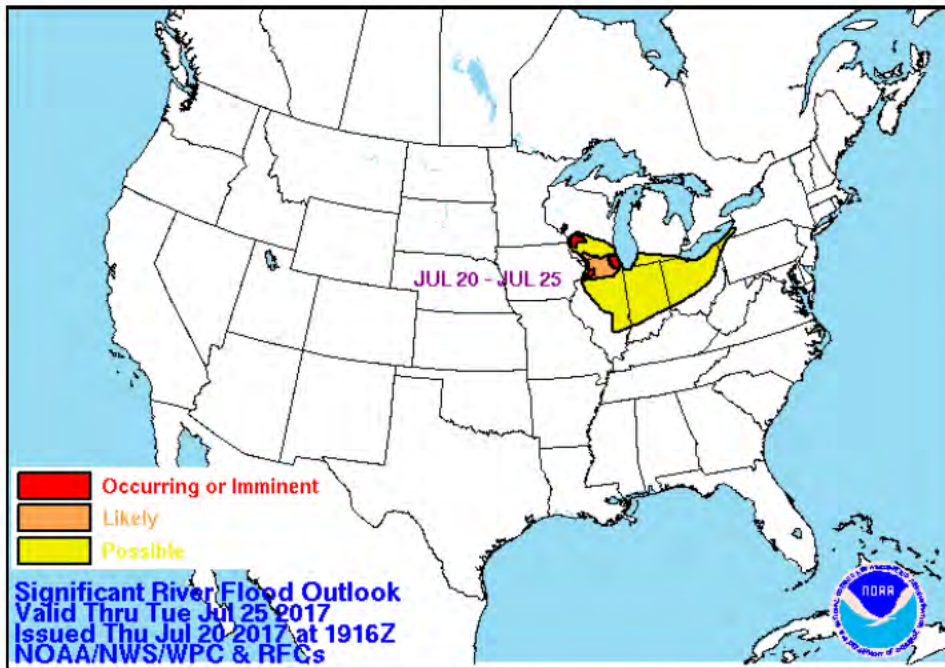 JUL 20 - JUL 25
Occurring or Imminent
Likely
Possible
Significant River Flood Outlook
Valid Thru Tue Jul 25 2017
Issued Thu Jul 20 2017 at 1916Z
NOAA/NWS/WPC & RFCs
NOAA